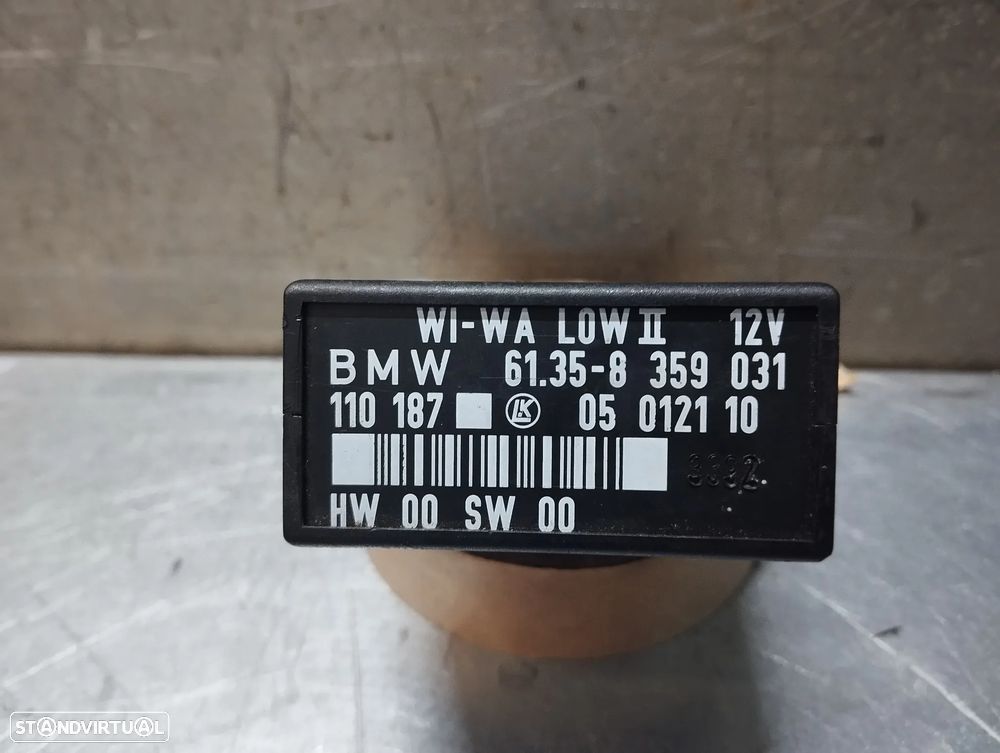 WI-WA LOW II 12V
BMW 61.35-8 359 031
110 187 LK 05 0121 10
HW 00 SW 00
STANDVIRTUAL